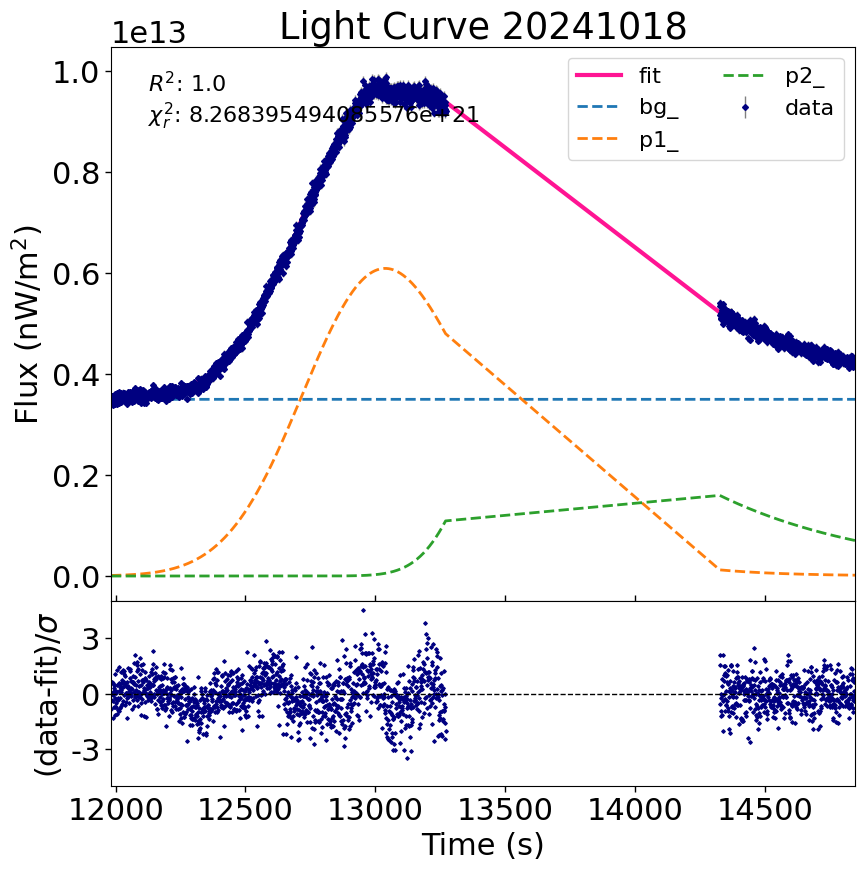 Light Curve 20241018
1e13
R²: 1.0
χ²ᵣ: 8.268395494085576e+21
fit
bg_
p1_
p2_
data
Flux (nW/m²)
1.0
0.8
0.6
0.4
0.2
0.0
(data-fit)/σ
3
0
-3
12000 12500 13000 13500 14000 14500
Time (s)